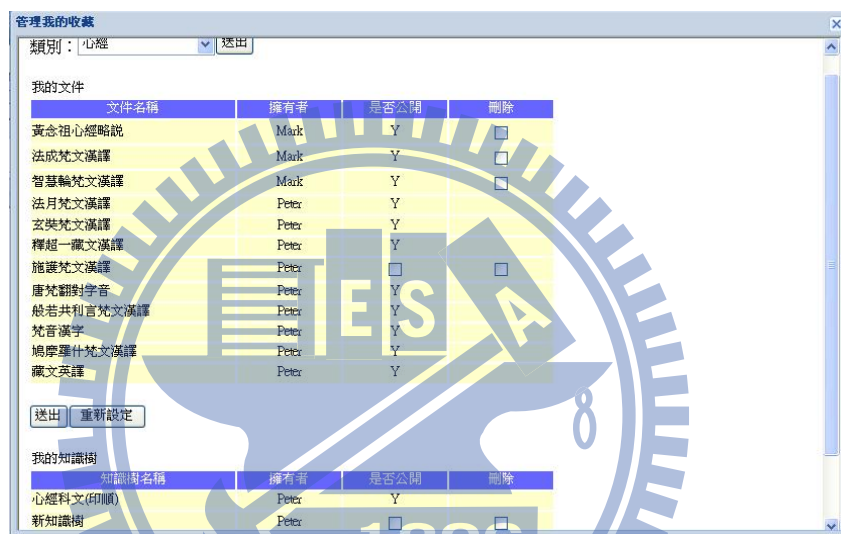 管理我的收藏
類別： 心經 送出
我的文件
文件名稱 擁有者 是否公開 刪除
黃念祖心經略說 Mark Y
法成梵文漢譯 Mark Y
智慧輪梵文漢譯 Mark Y
法月梵文漢譯 Peter Y
玄奘梵文漢譯 Peter Y
釋超一藏文漢譯 Peter Y
施護梵文漢譯 Peter
唐梵翻對字音 Peter Y
般若共利言梵文漢譯 Peter Y
梵音漢字 Peter Y
鳩摩羅什梵文漢譯 Peter Y
藏文英譯 Peter Y
送出 重新設定
我的知識樹
知識樹名稱 擁有者 是否公開 刪除
心經科文(印順) Peter Y
新知識樹 Peter
E S A
8
1896